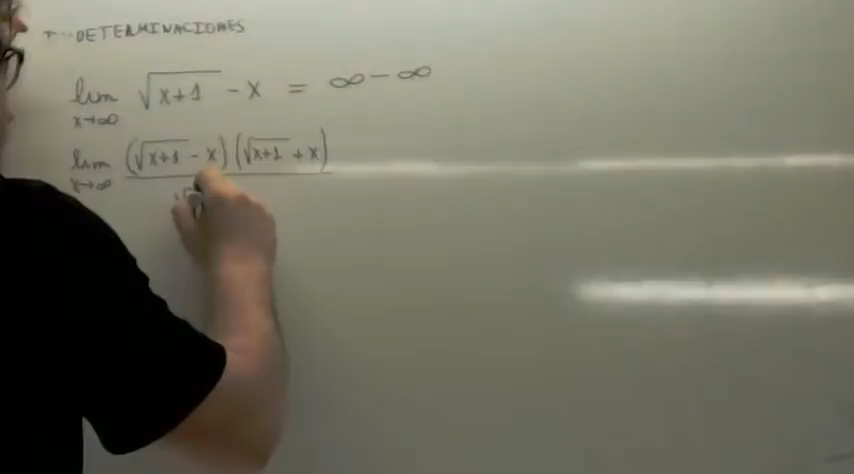 DETERMINACIONES
lim x→∞ √x+1 - x = ∞ - ∞
lim x→∞ (√x+1 - x)(√x+1 + x)